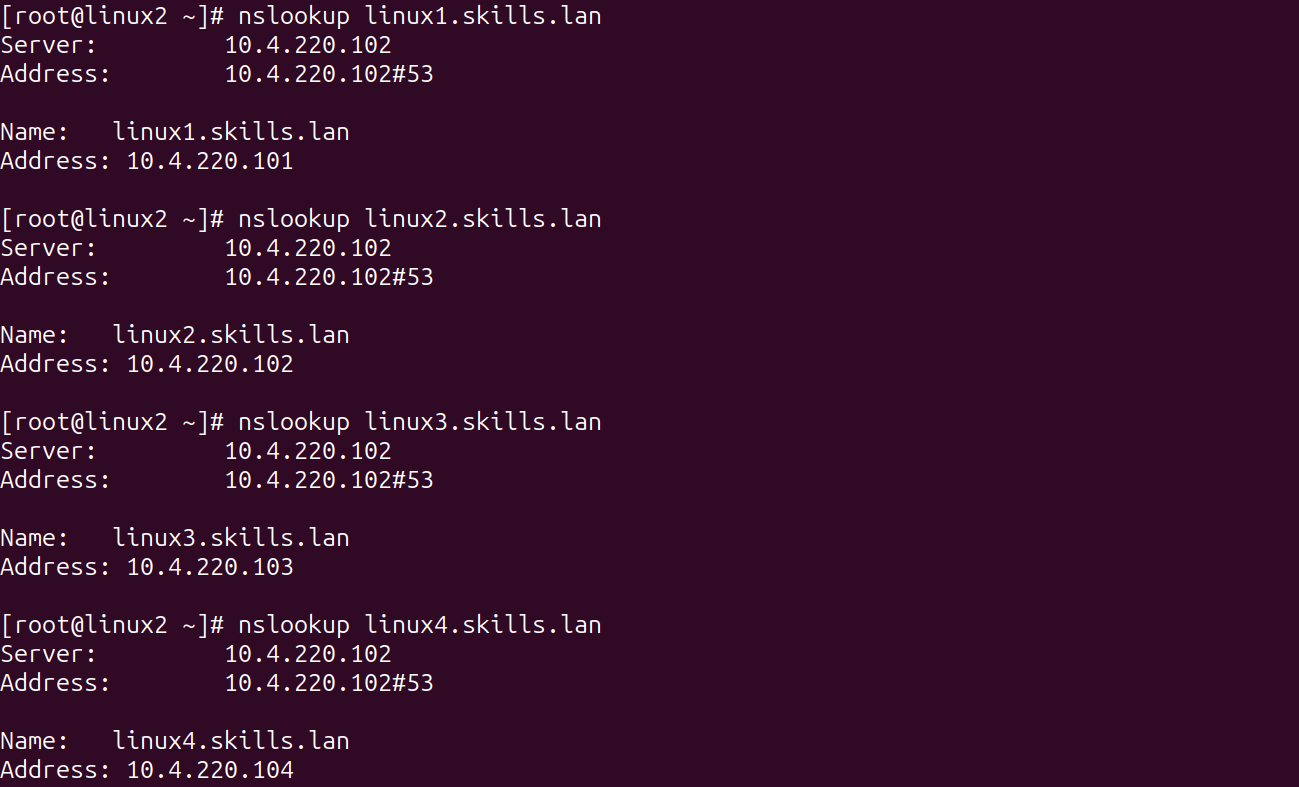 [root@linux2 ~]# nslookup linux1.skills.lan
Server:         10.4.220.102
Address:        10.4.220.102#53

Name:   linux1.skills.lan
Address: 10.4.220.101

[root@linux2 ~]# nslookup linux2.skills.lan
Server:         10.4.220.102
Address:        10.4.220.102#53

Name:   linux2.skills.lan
Address: 10.4.220.102

[root@linux2 ~]# nslookup linux3.skills.lan
Server:         10.4.220.102
Address:        10.4.220.102#53

Name:   linux3.skills.lan
Address: 10.4.220.103

[root@linux2 ~]# nslookup linux4.skills.lan
Server:         10.4.220.102
Address:        10.4.220.102#53

Name:   linux4.skills.lan
Address: 10.4.220.104